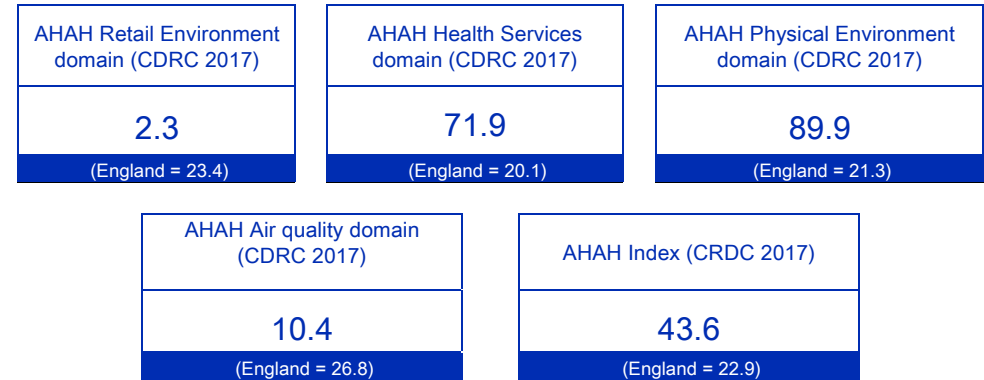 AHAH Retail Environment
domain (CDRC 2017)
2.3
(England = 23.4)
AHAH Health Services
domain (CDRC 2017)
71.9
(England = 20.1)
AHAH Physical Environment
domain (CDRC 2017)
89.9
(England = 21.3)
AHAH Air quality domain
(CDRC 2017)
10.4
(England = 26.8)
AHAH Index (CRDC 2017)
43.6
(England = 22.9)